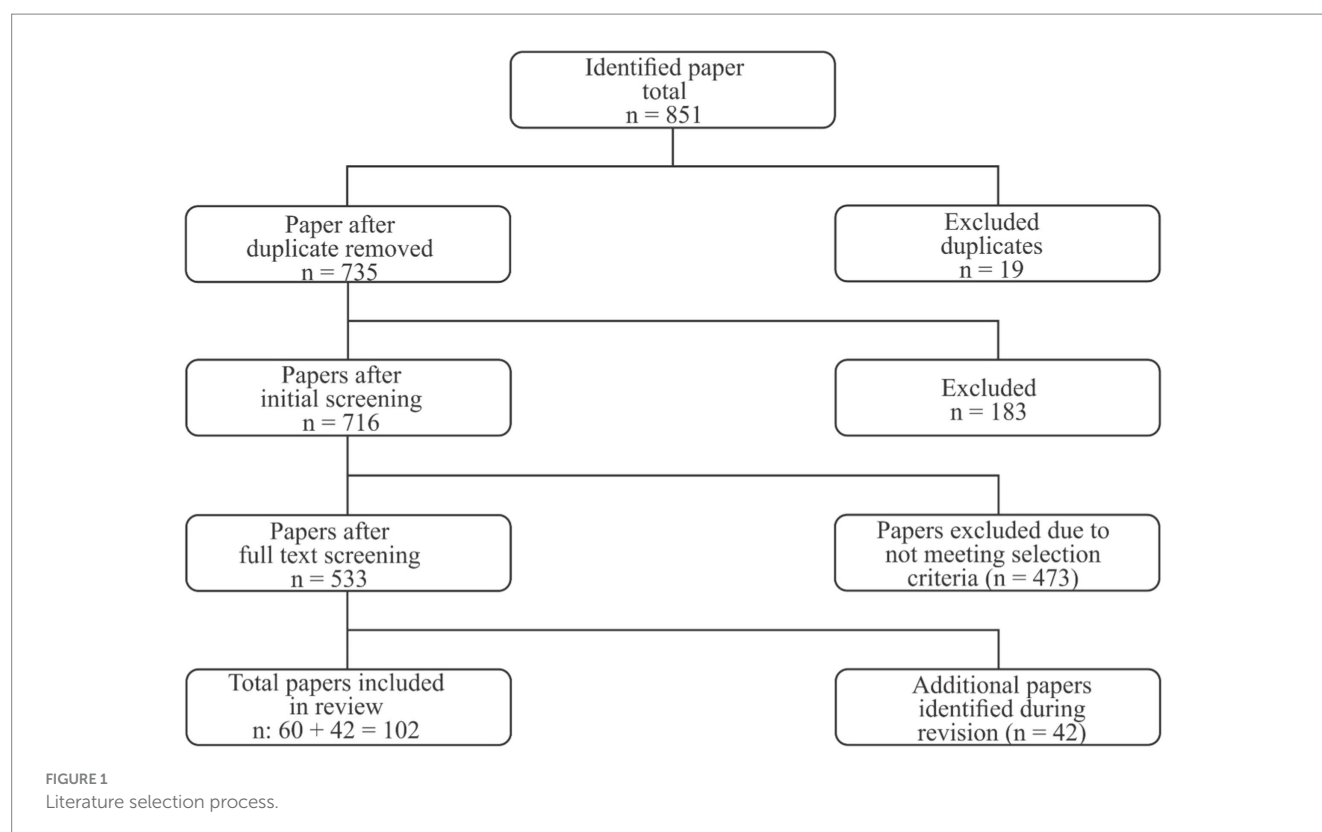 Identified paper
total
n = 851
Paper after
duplicate removed
n = 735
Excluded
duplicates
n = 19
Papers after
initial screening
n = 716
Excluded
n = 183
Papers after
full text screening
n = 533
Papers excluded due to
not meeting selection
criteria (n = 473)
Total papers included
in review
n: 60 + 42 = 102
Additional papers
identified during
revision (n = 42)
FIGURE 1
Literature selection process.